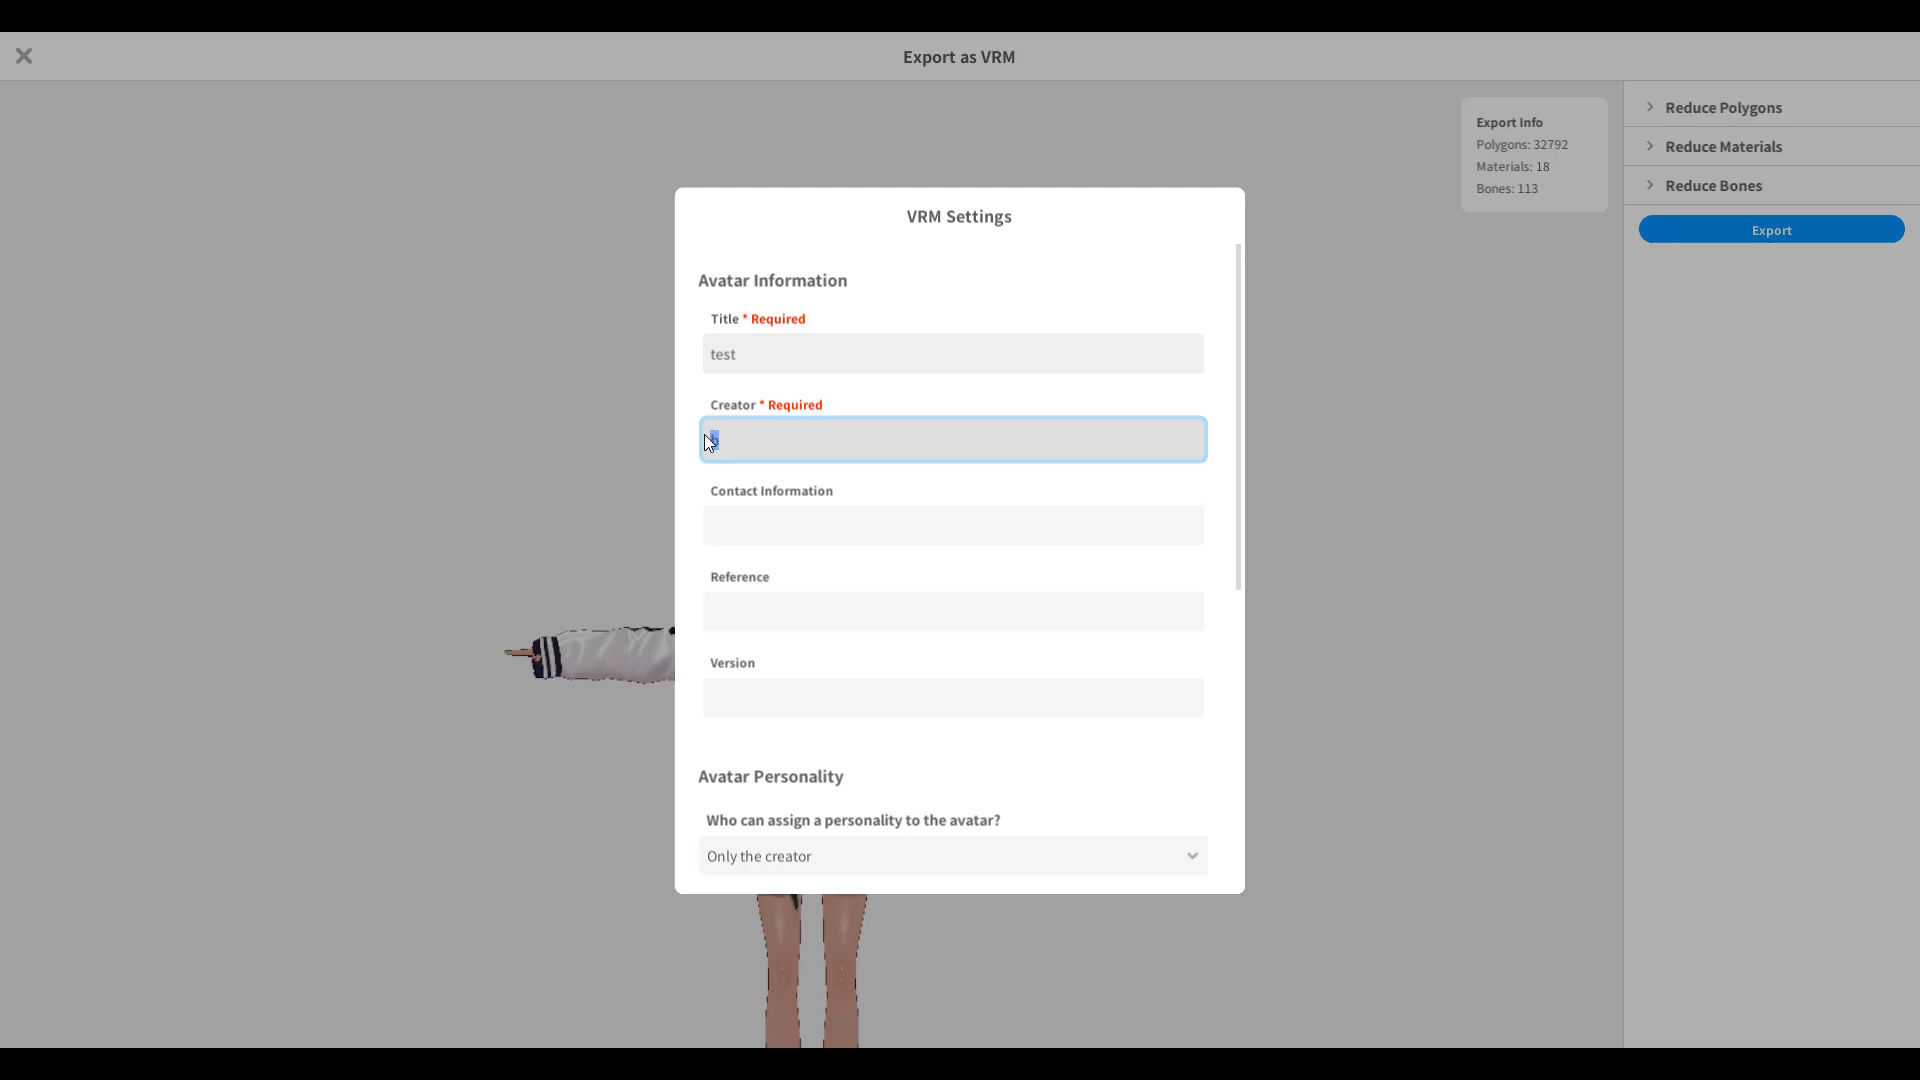 Export as VRM
Export Info
Polygons: 32792
Materials: 18
Bones: 113
Reduce Polygons
Reduce Materials
Reduce Bones
Export
VRM Settings
Avatar Information
Title * Required
test
Creator * Required
Contact Information
Reference
Version
Avatar Personality
Who can assign a personality to the avatar?
Only the creator